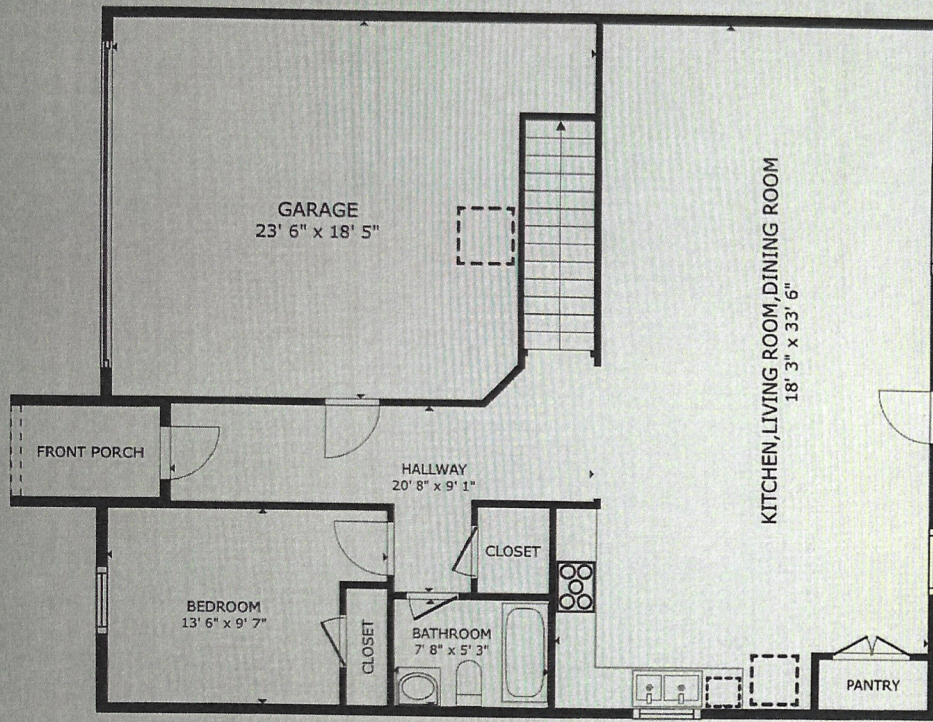 GARAGE
23' 6" x 18' 5"
KITCHEN,LIVING ROOM,DINING ROOM
18' 3" x 33' 6"
FRONT PORCH
HALLWAY
20' 8" x 9' 1"
CLOSET
BEDROOM
13' 6" x 9' 7"
CLOSET
BATHROOM
7' 8" x 5' 3"
PANTRY